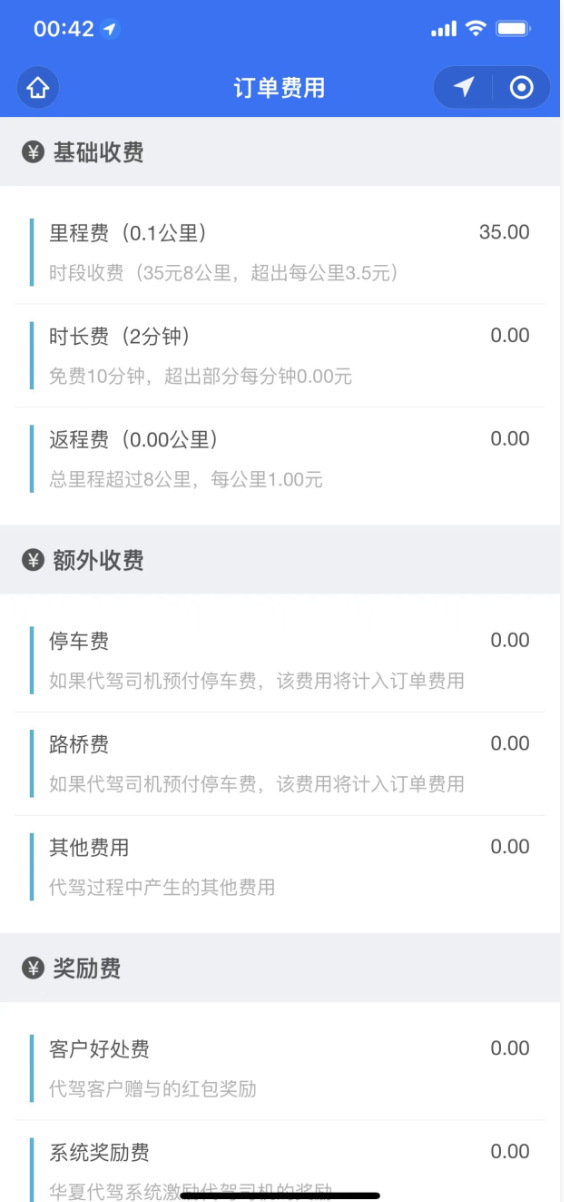 00:42
订单费用
¥ 基础收费
里程费（0.1公里） 35.00
时段收费（35元8公里，超出每公里3.5元）
时长费（2分钟） 0.00
免费10分钟，超出部分每分钟0.00元
返程费（0.00公里） 0.00
总里程超过8公里，每公里1.00元
¥ 额外收费
停车费 0.00
如果代驾司机预付停车费，该费用将计入订单费用
路桥费 0.00
如果代驾司机预付停车费，该费用将计入订单费用
其他费用 0.00
代驾过程中产生的其他费用
¥ 奖励费
客户好处费 0.00
代驾客户赠与的红包奖励
系统奖励费 0.00
华夏代驾系统激励代驾司机的奖励